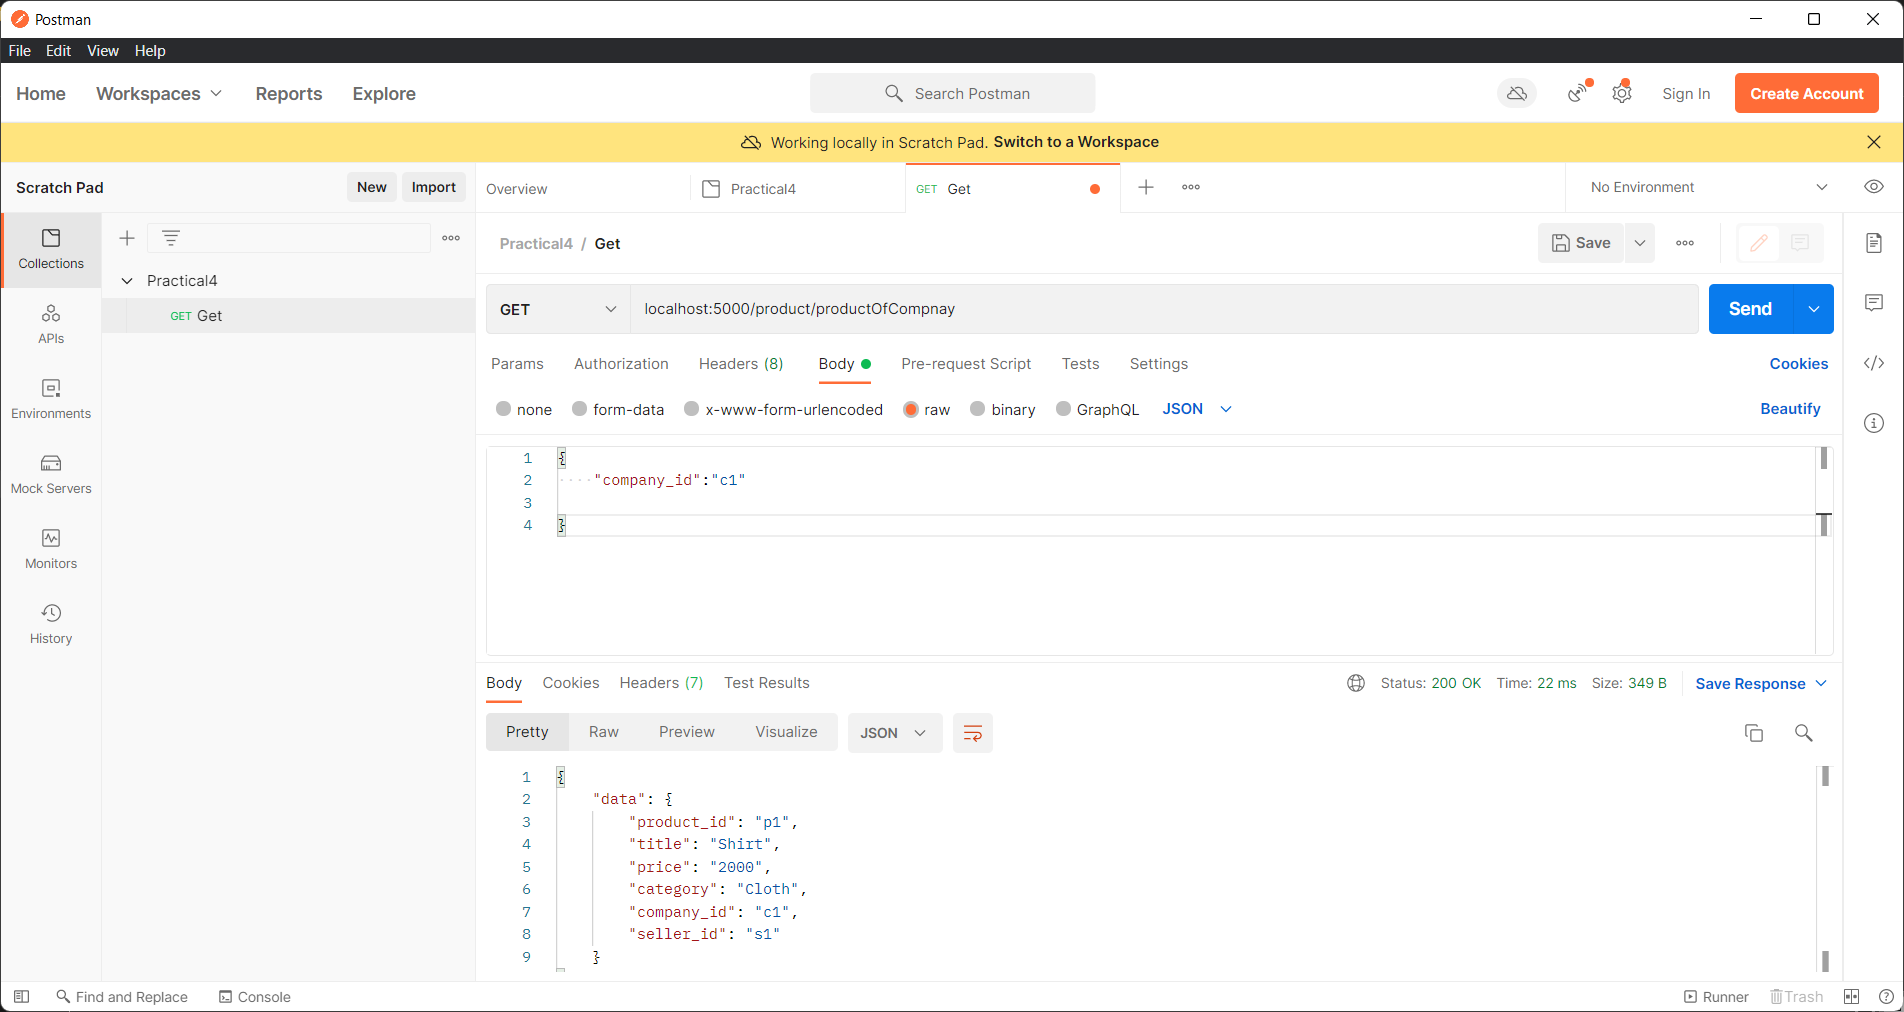 Postman
File Edit View Help
Home Workspaces Reports Explore Search Postman Sign In Create Account
Working locally in Scratch Pad. Switch to a Workspace
Scratch Pad New Import Overview Practical4 GET Get No Environment
Practical4 / Get Save
Collections
Practical4
GET Get
APIs
Environments
Mock Servers
Monitors
History
GET localhost:5000/product/productOfCompnay Send
Params Authorization Headers (8) Body Pre-request Script Tests Settings Cookies
none form-data x-www-form-urlencoded raw binary GraphQL JSON Beautify
1 {
2 "company_id":"c1"
3
4 }
Body Cookies Headers (7) Test Results Status: 200 OK Time: 22 ms Size: 349 B Save Response
Pretty Raw Preview Visualize JSON
1 {
2 "data": {
3 "product_id": "p1",
4 "title": "Shirt",
5 "price": "2000",
6 "category": "Cloth",
7 "company_id": "c1",
8 "seller_id": "s1"
9 }
Find and Replace Console Runner Trash